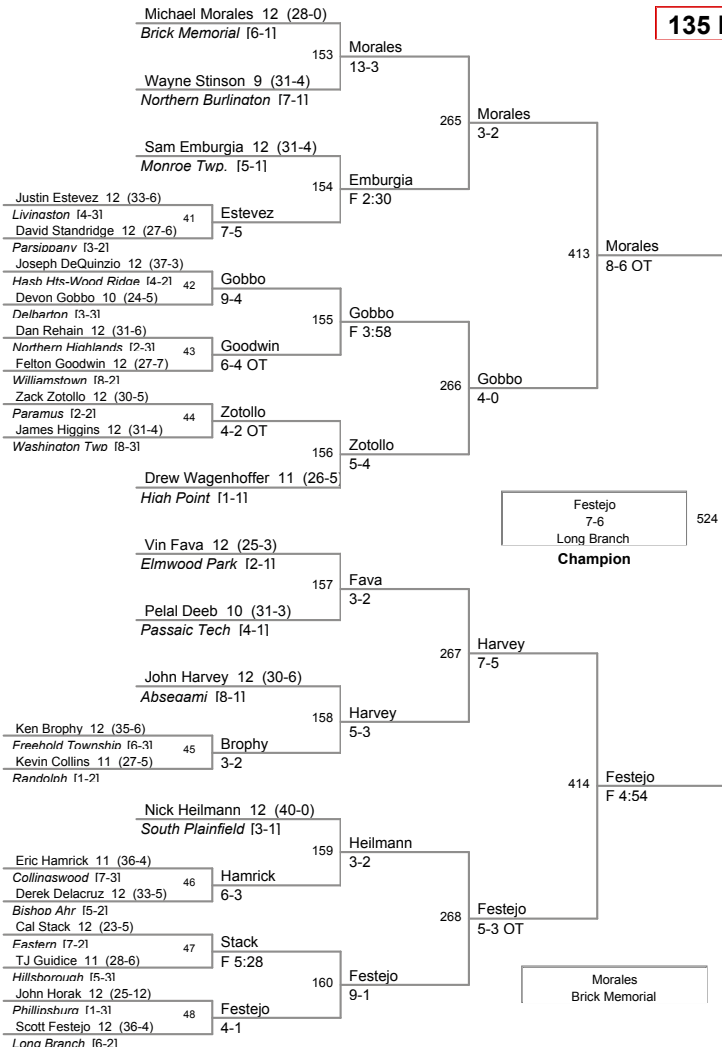 135
Michael Morales 12 (28-0)
Brick Memorial [6-1]
153
Morales
13-3
Wayne Stinson 9 (31-4)
Northern Burlington [7-1]
265
Morales
3-2
Sam Emburgia 12 (31-4)
Monroe Twp. [5-1]
154
Emburgia
F 2:30
Justin Estevez 12 (33-6)
Livingston [4-3]
41
Estevez
7-5
David Standridge 12 (27-6)
Parsippany [3-2]
413
Morales
8-6 OT
Joseph DeQuinzio 12 (37-3)
Hasb Hts-Wood Ridge [4-2]
42
Gobbo
9-4
Devon Gobbo 10 (24-5)
Delbarton [3-3]
155
Gobbo
F 3:58
Dan Rehain 12 (31-6)
Northern Highlands [2-3]
43
Goodwin
6-4 OT
Felton Goodwin 12 (27-7)
Williamstown [8-2]
266
Gobbo
4-0
Zack Zotollo 12 (30-5)
Paramus [2-2]
44
Zotollo
4-2 OT
James Higgins 12 (31-4)
Washington Twp [8-3]
156
Zotollo
5-4
Drew Wagenhoffer 11 (26-5)
High Point [1-1]
Festejo
7-6
Long Branch
524
Champion
Vin Fava 12 (25-3)
Elmwood Park [2-1]
157
Fava
3-2
Pelal Deeb 10 (31-3)
Passaic Tech [4-1]
267
Harvey
7-5
John Harvey 12 (30-6)
Absegami [8-1]
158
Harvey
5-3
Ken Brophy 12 (35-6)
Freehold Township [6-3]
45
Brophy
3-2
Kevin Collins 11 (27-5)
Randolph [1-2]
414
Festejo
F 4:54
Nick Heilmann 12 (40-0)
South Plainfield [3-1]
159
Heilmann
3-2
Eric Hamrick 11 (36-4)
Collingswood [7-3]
46
Hamrick
6-3
Derek Delacruz 12 (33-5)
Bishop Ahr [5-2]
268
Festejo
5-3 OT
Cal Stack 12 (23-5)
Eastern [7-2]
47
Stack
F 5:28
TJ Guidice 11 (28-6)
Hillsborough [5-3]
160
Festejo
9-1
John Horak 12 (25-12)
Phillipsburg [1-3]
48
Festejo
4-1
Scott Festejo 12 (36-4)
Long Branch [6-2]
Morales
Brick Memorial